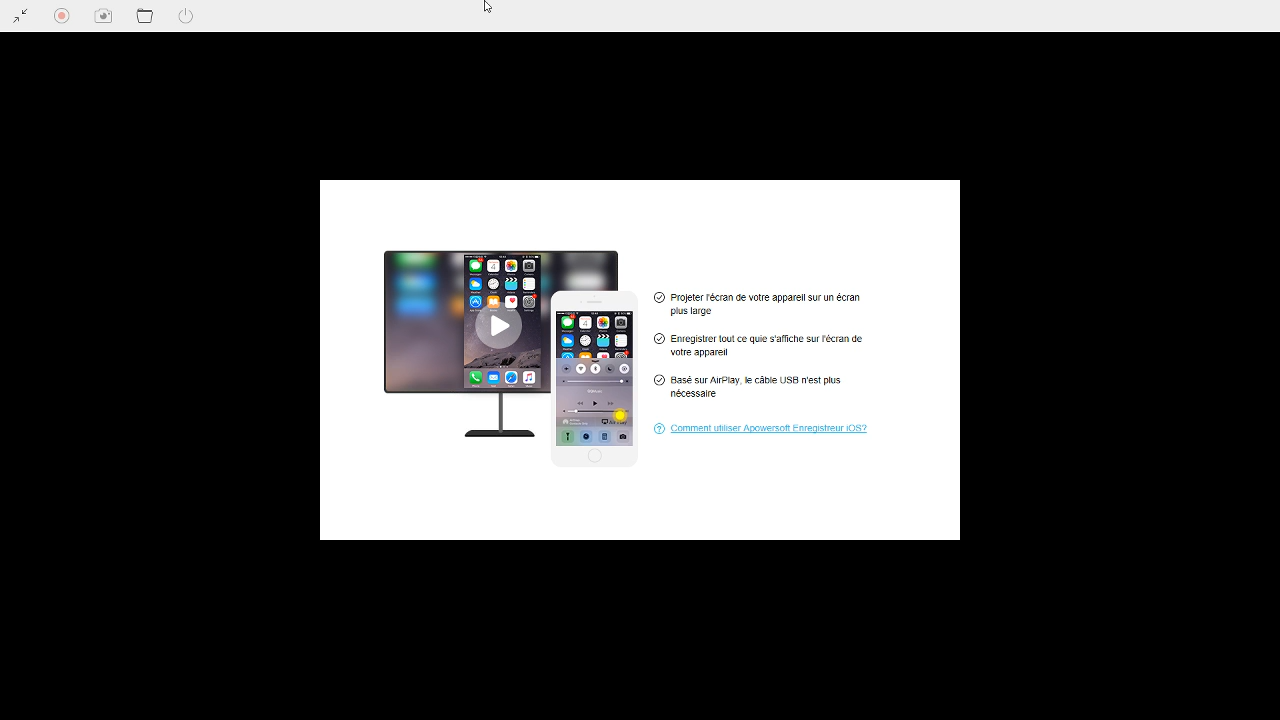 Projeter l'écran de votre appareil sur un écran
plus large
Enregistrer tout ce quie s'affiche sur l'écran de
votre appareil
Basé sur AirPlay, le câble USB n'est plus
nécessaire
Comment utiliser Apowersoft Enregistreur iOS?